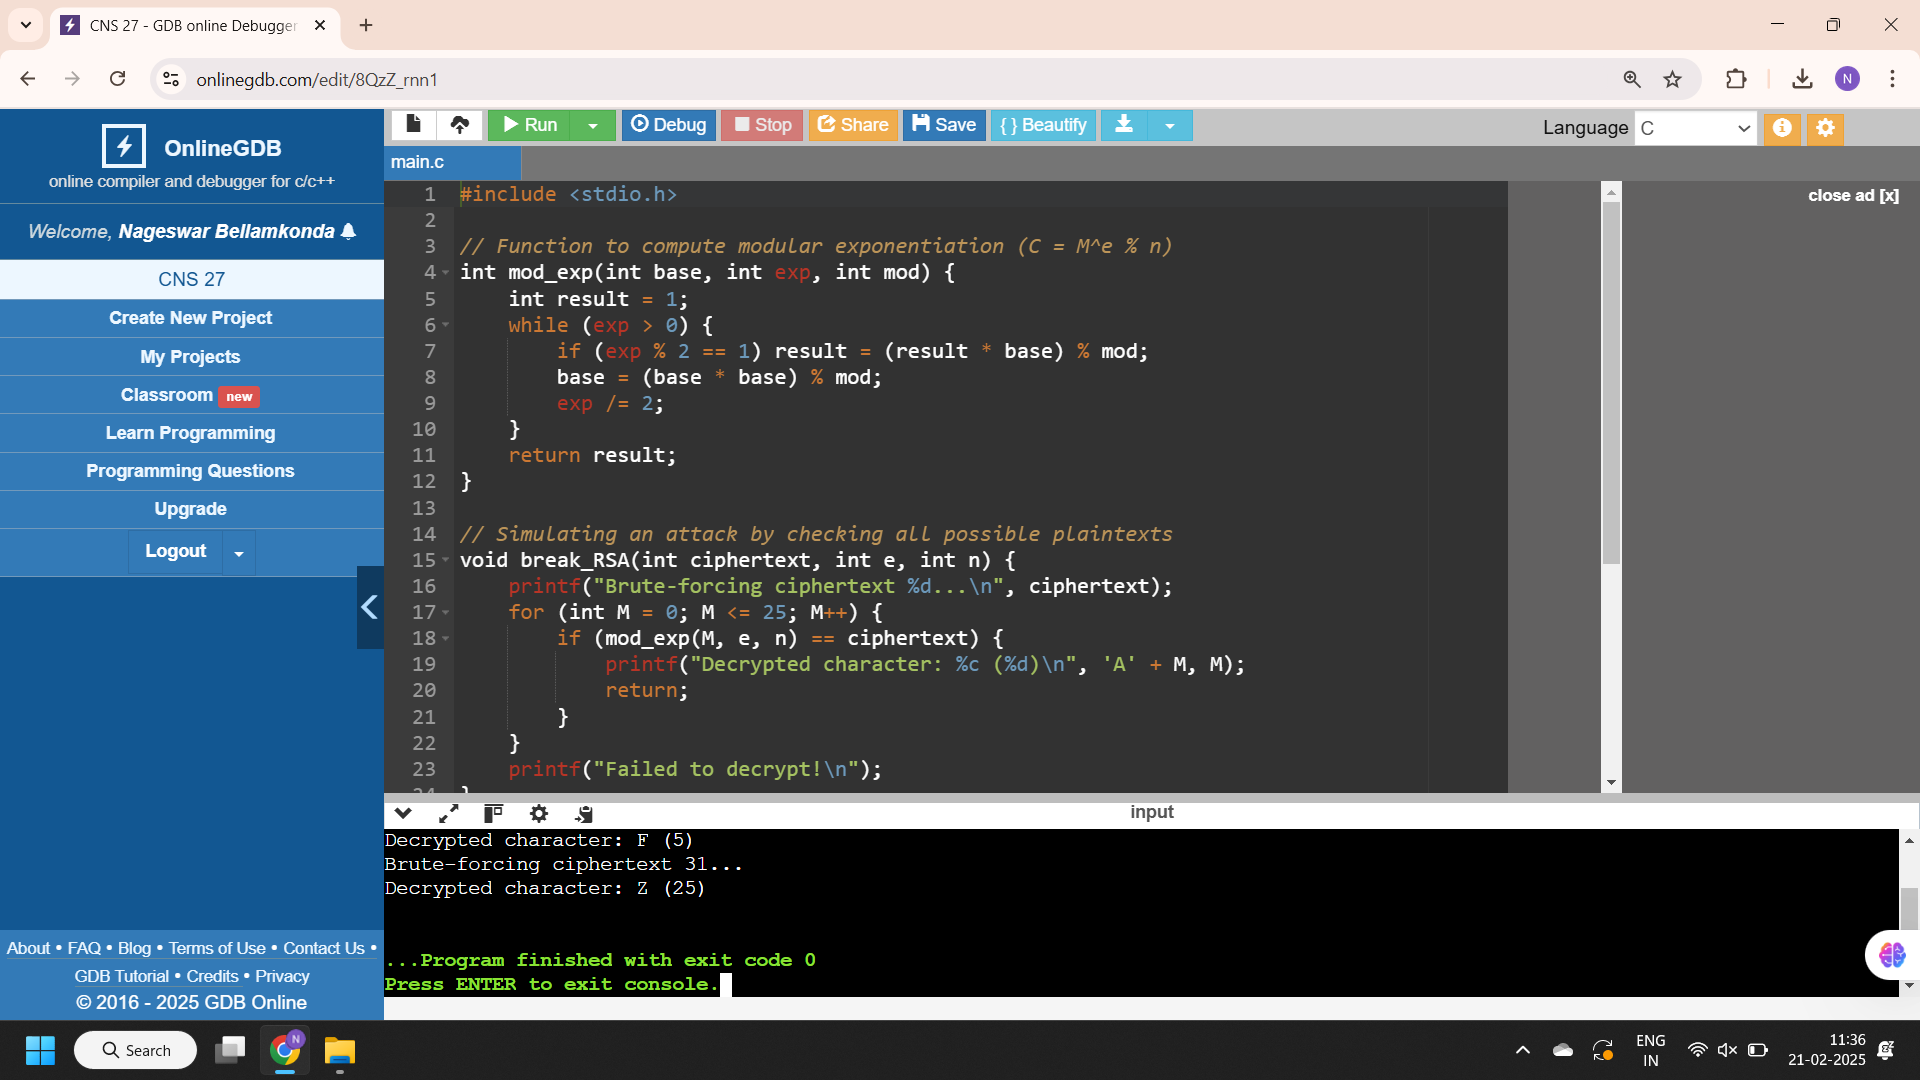 CNS 27 - GDB online Debugger
onlinegdb.com/edit/8QzZ_rnn1
N
OnlineGDB
online compiler and debugger for c/c++
Welcome, Nageswar Bellamkonda
CNS 27
Create New Project
My Projects
Classroom new
Learn Programming
Programming Questions
Upgrade
Logout
About • FAQ • Blog • Terms of Use • Contact Us •
GDB Tutorial • Credits • Privacy
© 2016 - 2025 GDB Online
Run Debug Stop Share Save { } Beautify
Language C
main.c
close ad [x]
1 #include <stdio.h>
2
3 // Function to compute modular exponentiation (C = M^e % n)
4 int mod_exp(int base, int exp, int mod) {
5 int result = 1;
6 while (exp > 0) {
7 if (exp % 2 == 1) result = (result * base) % mod;
8 base = (base * base) % mod;
9 exp /= 2;
10 }
11 return result;
12 }
13
14 // Simulating an attack by checking all possible plaintexts
15 void break_RSA(int ciphertext, int e, int n) {
16 printf("Brute-forcing ciphertext %d...\n", ciphertext);
17 for (int M = 0; M <= 25; M++) {
18 if (mod_exp(M, e, n) == ciphertext) {
19 printf("Decrypted character: %c (%d)\n", 'A' + M, M);
20 return;
21 }
22 }
23 printf("Failed to decrypt!\n");
24 }
input
Decrypted character: F (5)
Brute-forcing ciphertext 31...
Decrypted character: Z (25)
...Program finished with exit code 0
Press ENTER to exit console.
Search
N
ENG
IN
11:36
21-02-2025